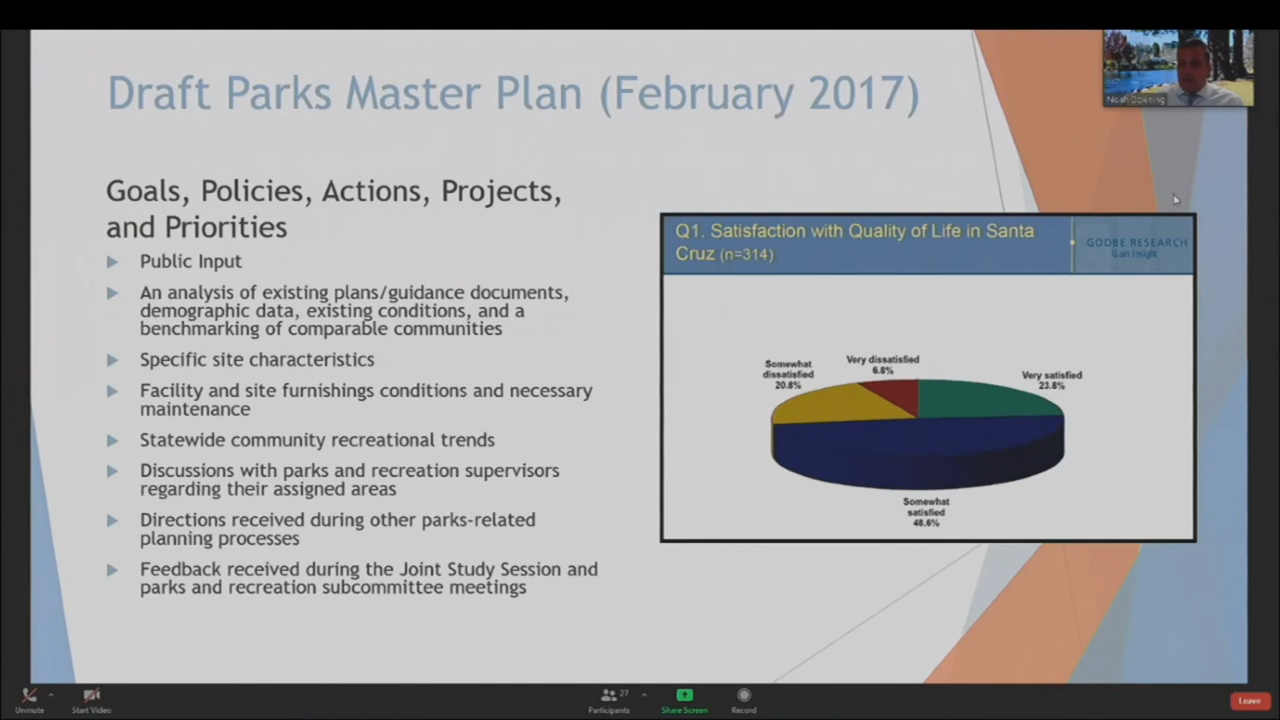 Draft Parks Master Plan (February 2017)
Noah Downing
Goals, Policies, Actions, Projects,
and Priorities
Public Input
An analysis of existing plans/guidance documents,
demographic data, existing conditions, and a
benchmarking of comparable communities
Specific site characteristics
Facility and site furnishings conditions and necessary
maintenance
Statewide community recreational trends
Discussions with parks and recreation supervisors
regarding their assigned areas
Directions received during other parks-related
planning processes
Feedback received during the Joint Study Session and
parks and recreation subcommittee meetings
Q1. Satisfaction with Quality of Life in Santa
Cruz (n=314)
GODBE RESEARCH
Gain Insight
Somewhat
dissatisfied
20.8%
Very dissatisfied
6.8%
Very satisfied
23.8%
Somewhat
satisfied
48.6%
Unmute
Start Video
27
Participants
Share Screen
Record
Leave